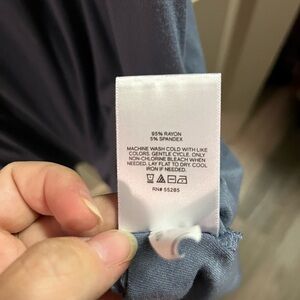 95% RAYON
5% SPANDEX
MACHINE WASH COLD WITH LIKE
COLORS. GENTLE CYCLE. ONLY
NON-CHLORINE BLEACH WHEN
NEEDED. LAY FLAT TO DRY. COOL
IRON IF NEEDED.
RN# 55285